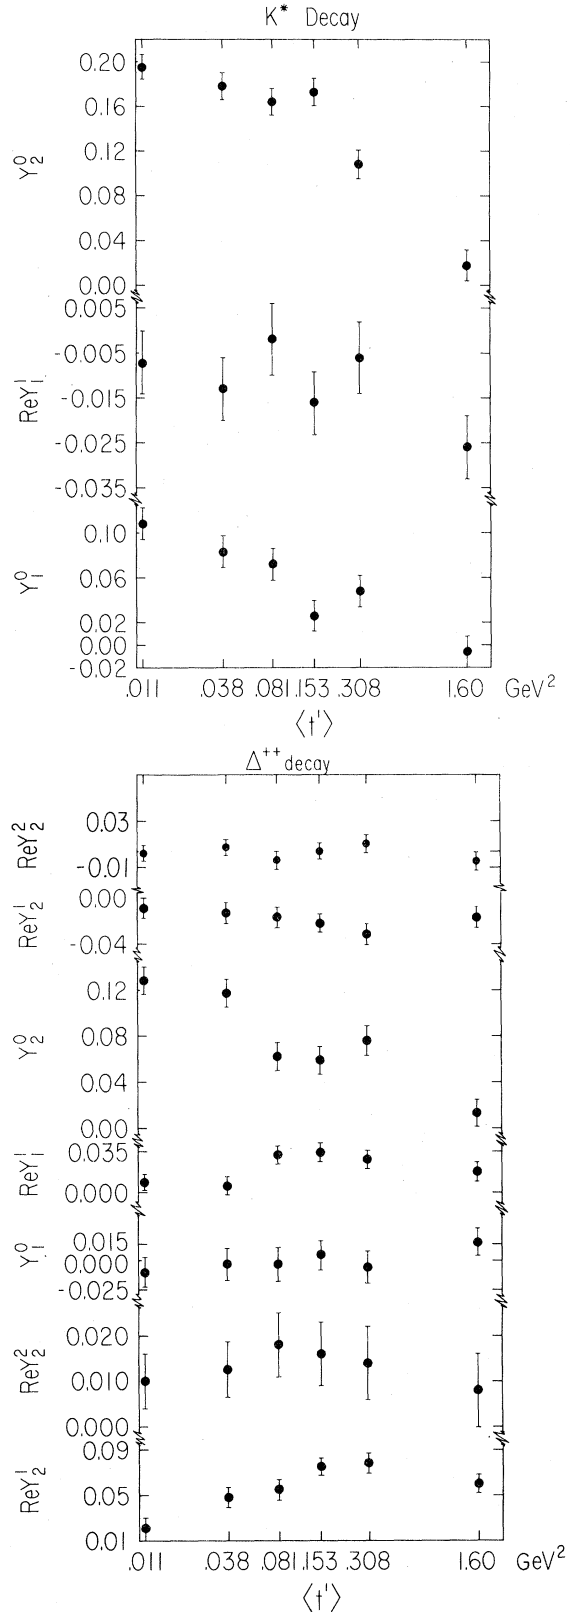 K* Decay
0.20
0.16
0.12
0.08
0.04
0.00
Y₂⁰
0.005
-0.005
-0.015
-0.025
-0.035
ReY₁¹
0.10
0.06
0.02
0.00
-0.02
Y₁⁰
.011 .038 .081 .153 .308 1.60 GeV²
⟨t'⟩
Δ⁺⁺ decay
0.03
-0.01
ReY₂²
0.00
-0.04
ReY₂¹
0.12
0.08
0.04
0.00
Y₂⁰
0.035
0.000
ReY₁¹
0.015
0.000
-0.025
Y₁⁰
0.020
0.010
0.000
ReY₂²
0.09
0.05
0.01
ReY₂¹
.011 .038 .081 .153 .308 1.60 GeV²
⟨t'⟩